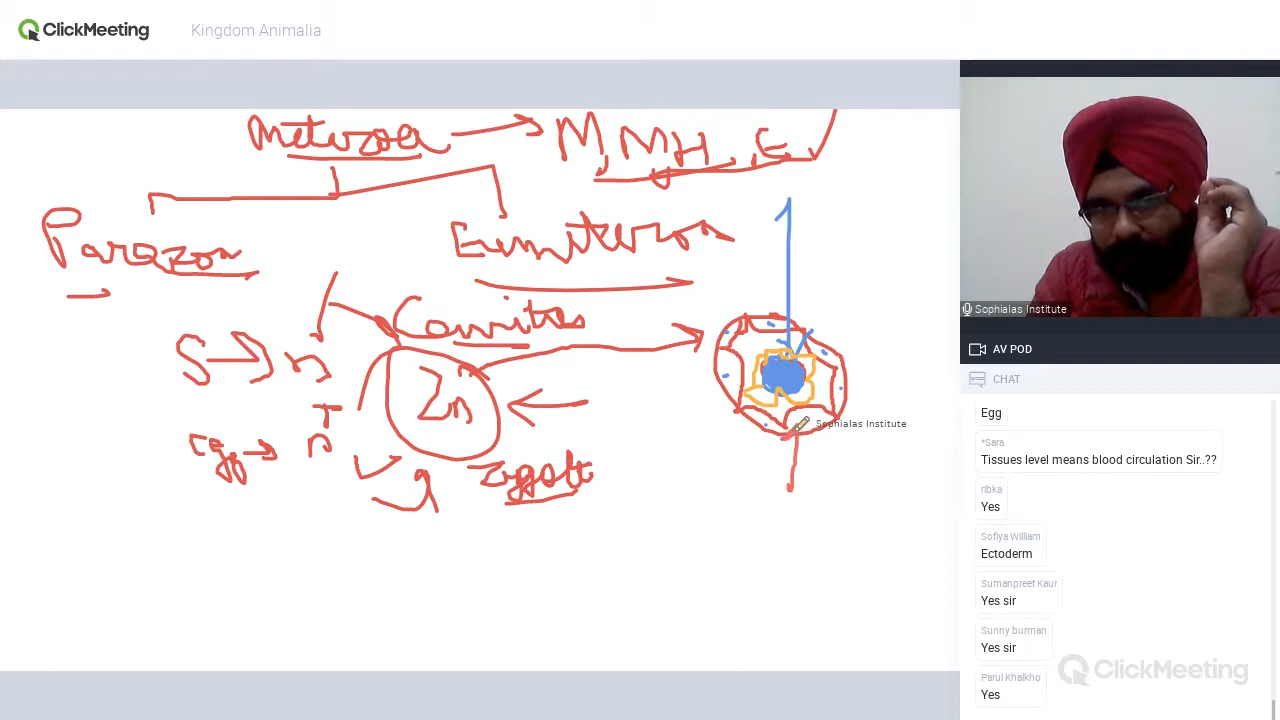 ClickMeeting Kingdom Animalia
Metazoa → M, M H, E
Parazoa
Eumetazoa
S → n
2n
Egg → n
Zygote
Sophialas Institute
Sophialas Institute
AV POD
CHAT
Egg
*Sara.
Tissues level means blood circulation Sir..??
ribka
Yes
Sofiya William
Ectoderm
Sumanpreet Kaur
Yes sir
Sunny burman
Yes sir
Parul Khalkho
Yes
ClickMeeting